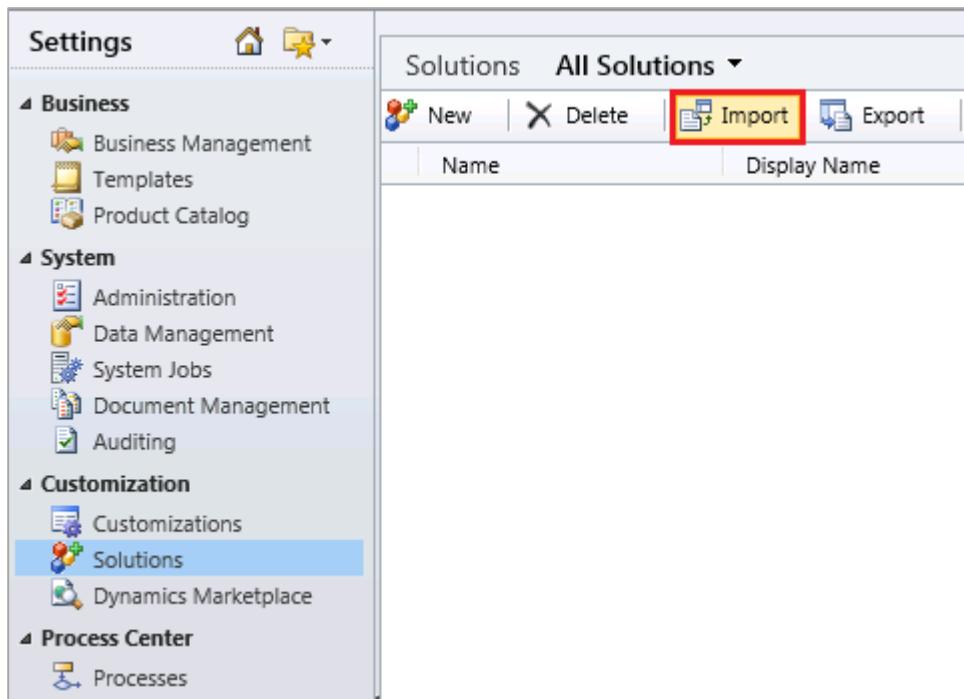 Settings
Business
Business Management
Templates
Product Catalog
System
Administration
Data Management
System Jobs
Document Management
Auditing
Customization
Customizations
Solutions
Dynamics Marketplace
Process Center
Processes
Solutions All Solutions
New Delete Import Export
Name Display Name